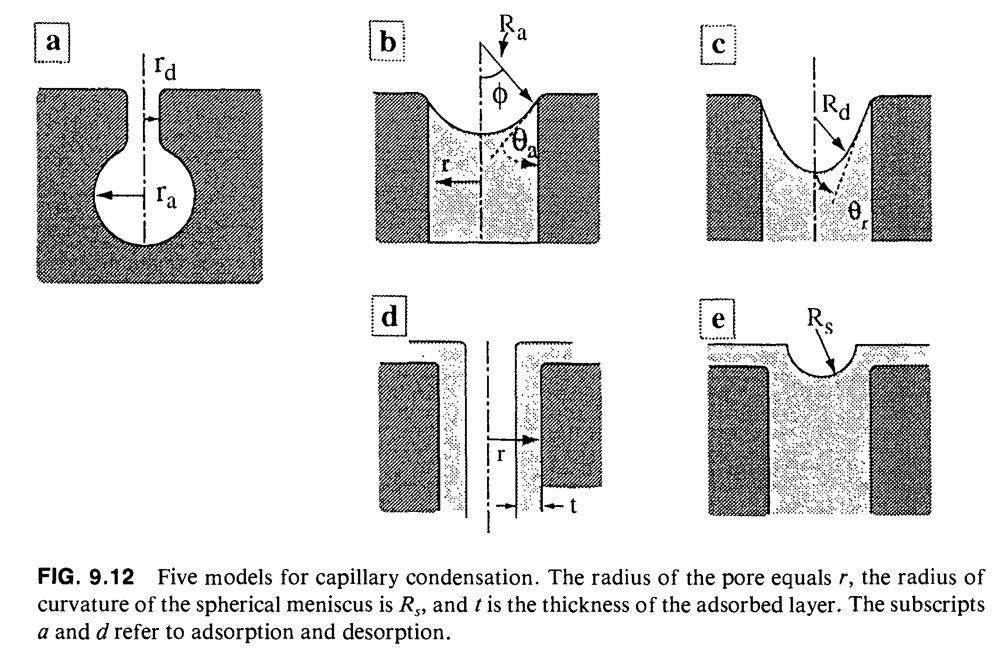 a
r_d
r_a
b
R_a
ϕ
θ_a
r
c
R_d
θ_r
d
r
t
e
R_s
FIG. 9.12 Five models for capillary condensation. The radius of the pore equals r, the radius of
curvature of the spherical meniscus is R_s, and t is the thickness of the adsorbed layer. The subscripts
a and d refer to adsorption and desorption.